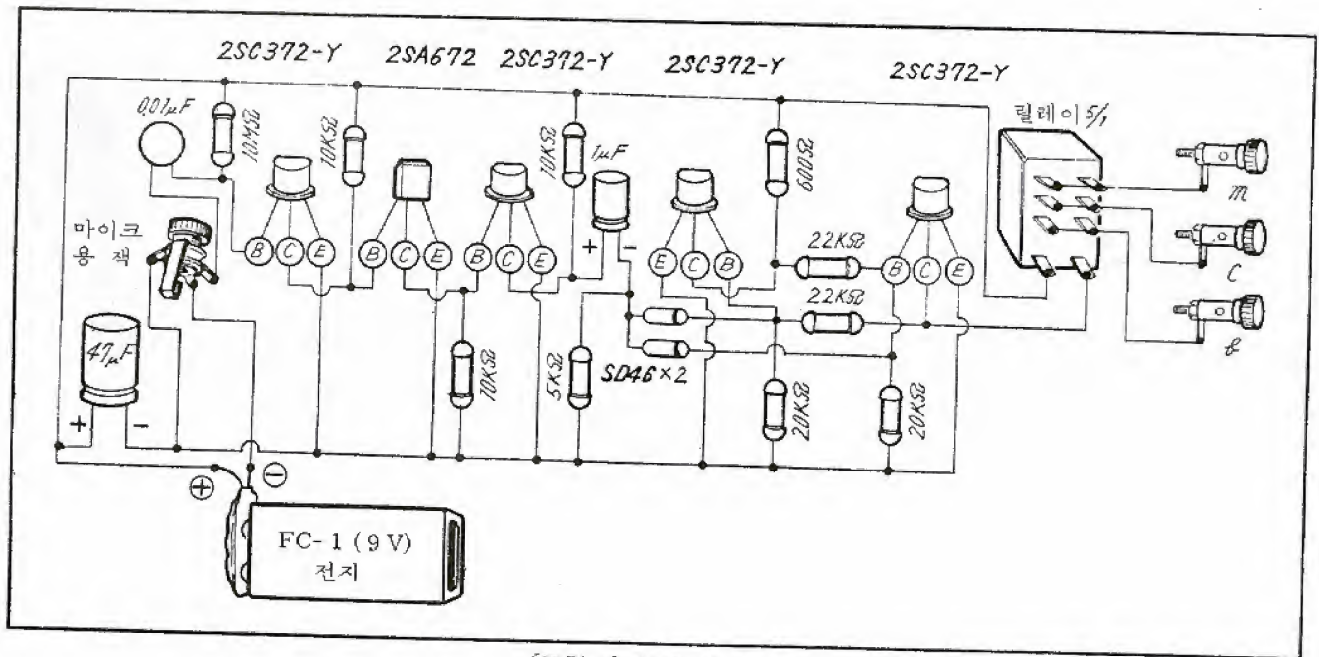 2SC372-Y 2SA672 2SC372-Y 2SC372-Y 2SC372-Y
0.01μF
10MΩ
10KΩ
10KΩ
1μF
600Ω
릴레이 5/1
m
C
마이크
용 잭
B C E
B C E
B C E
E C B
B C E
+ -
22KΩ
22KΩ
47μF
+ -
10KΩ
5KΩ
SD46×2
20KΩ
20KΩ
⊕ ⊖
FC-1 (9V)
전지